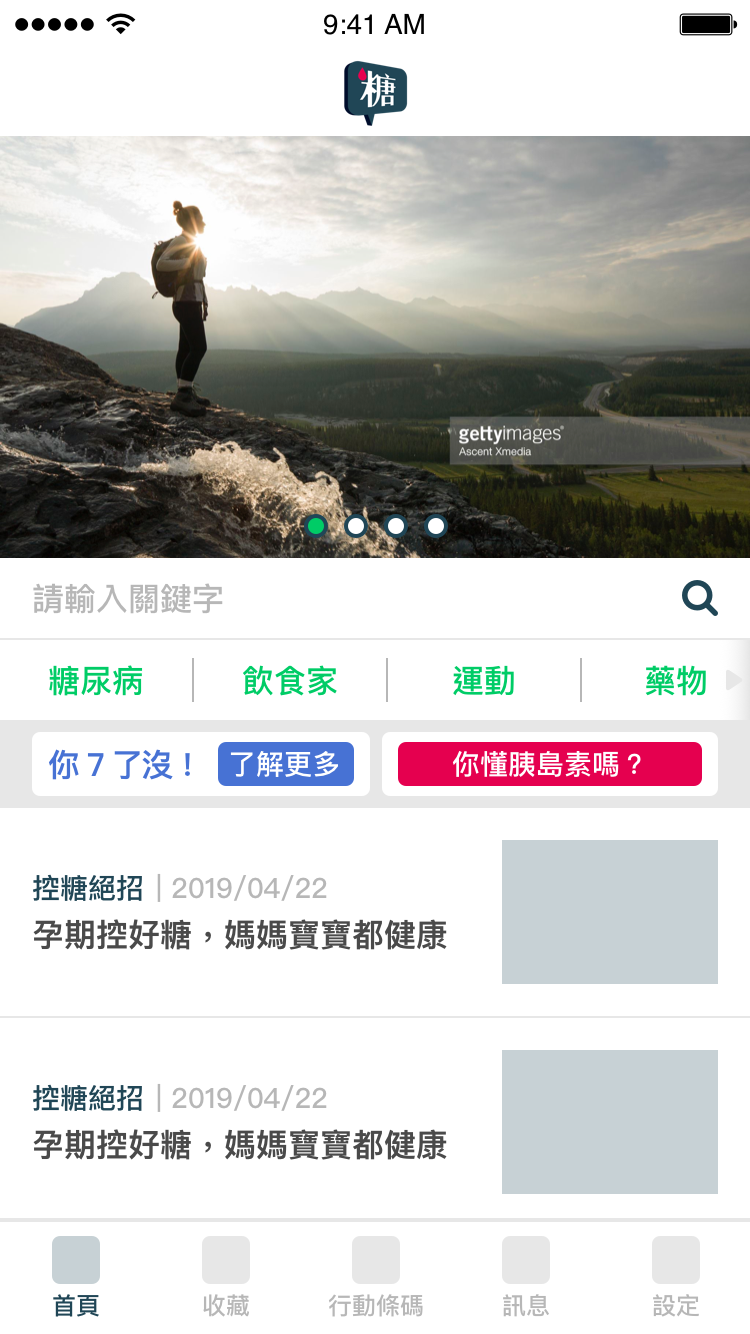 9:41 AM
糖
gettyimages®
Ascent Xmedia
請輸入關鍵字
糖尿病
飲食家
運動
藥物
你 7 了沒！
了解更多
你懂胰島素嗎？
控糖絕招｜2019/04/22
孕期控好糖，媽媽寶寶都健康
控糖絕招｜2019/04/22
孕期控好糖，媽媽寶寶都健康
首頁
收藏
行動條碼
訊息
設定